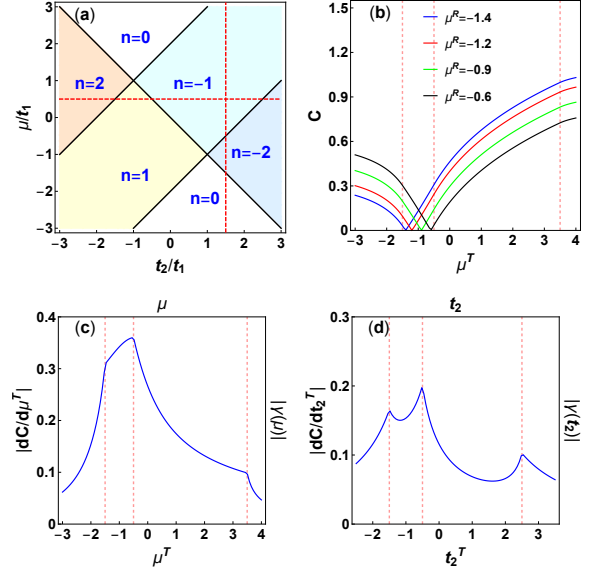 (a)
n=0
n=2
n=−1
n=1
n=−2
n=0
3
2
1
0
−1
−2
−3
μ/t1
−3 −2 −1 0 1 2 3
t2/t1
(b)
μR=−1.4
μR=−1.2
μR=−0.9
μR=−0.6
1.5
1.2
0.9
0.6
0.3
0
C
−3 −2 −1 0 1 2 3 4
μT
μ
(c)
0.4
0.3
0.2
0.1
0
|dC/dμT|
|γ(μ)|
−3 −2 −1 0 1 2 3 4
μT
t2
(d)
0.3
0.2
0.1
0
|dC/dt2T|
|γ(t2)|
−2 −1 0 1 2 3
t2T